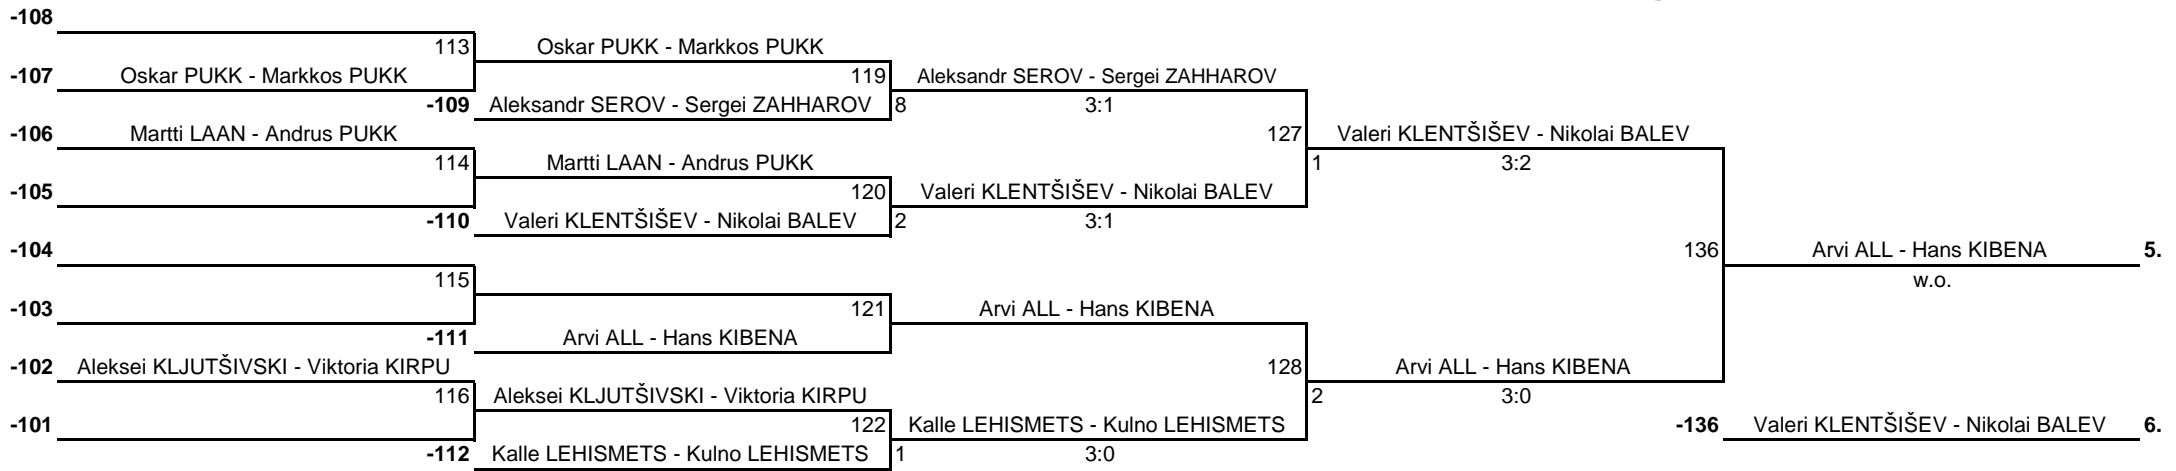 -108
113 Oskar PUKK - Markkos PUKK
-107 Oskar PUKK - Markkos PUKK 119 Aleksandr SEROV - Sergei ZAHHAROV
-109 Aleksandr SEROV - Sergei ZAHHAROV 8 3:1
-106 Martti LAAN - Andrus PUKK 127 Valeri KLENTŠIŠEV - Nikolai BALEV
114 Martti LAAN - Andrus PUKK 1 3:2
-105 120 Valeri KLENTŠIŠEV - Nikolai BALEV
-110 Valeri KLENTŠIŠEV - Nikolai BALEV 2 3:1
-104 136 Arvi ALL - Hans KIBENA 5.
115 w.o.
-103 121 Arvi ALL - Hans KIBENA
-111 Arvi ALL - Hans KIBENA
-102 Aleksei KLJUTŠIVSKI - Viktoria KIRPU 128 Arvi ALL - Hans KIBENA
116 Aleksei KLJUTŠIVSKI - Viktoria KIRPU 2 3:0
-101 122 Kalle LEHISMETS - Kulno LEHISMETS -136 Valeri KLENTŠIŠEV - Nikolai BALEV 6.
-112 Kalle LEHISMETS - Kulno LEHISMETS 1 3:0